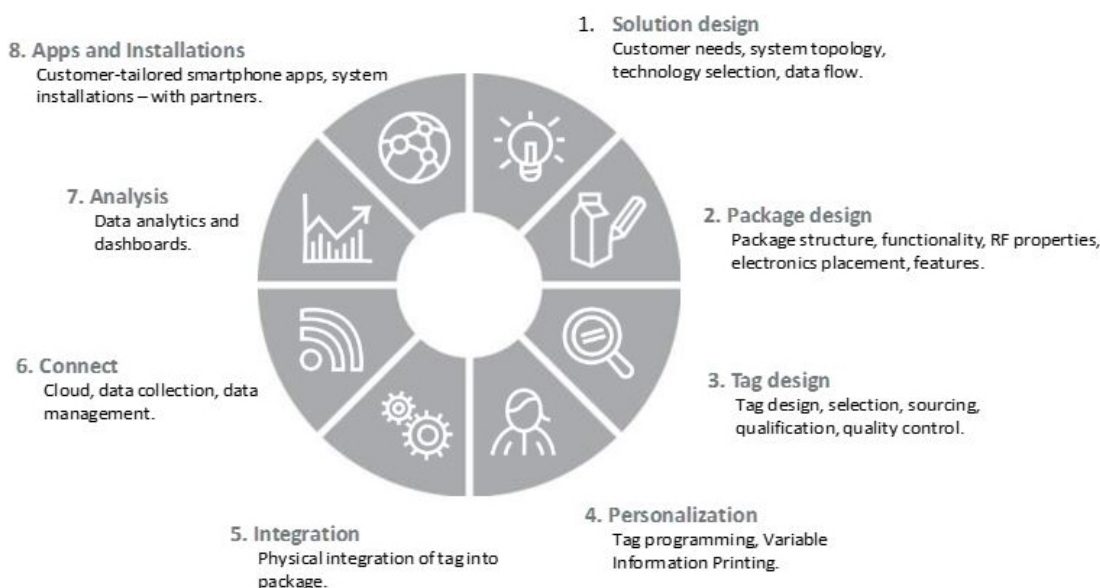 1. Solution design
Customer needs, system topology,
technology selection, data flow.
2. Package design
Package structure, functionality, RF properties,
electronics placement, features.
3. Tag design
Tag design, selection, sourcing,
qualification, quality control.
4. Personalization
Tag programming, Variable
Information Printing.
5. Integration
Physical integration of tag into
package.
6. Connect
Cloud, data collection, data
management.
7. Analysis
Data analytics and
dashboards.
8. Apps and Installations
Customer-tailored smartphone apps, system
installations – with partners.